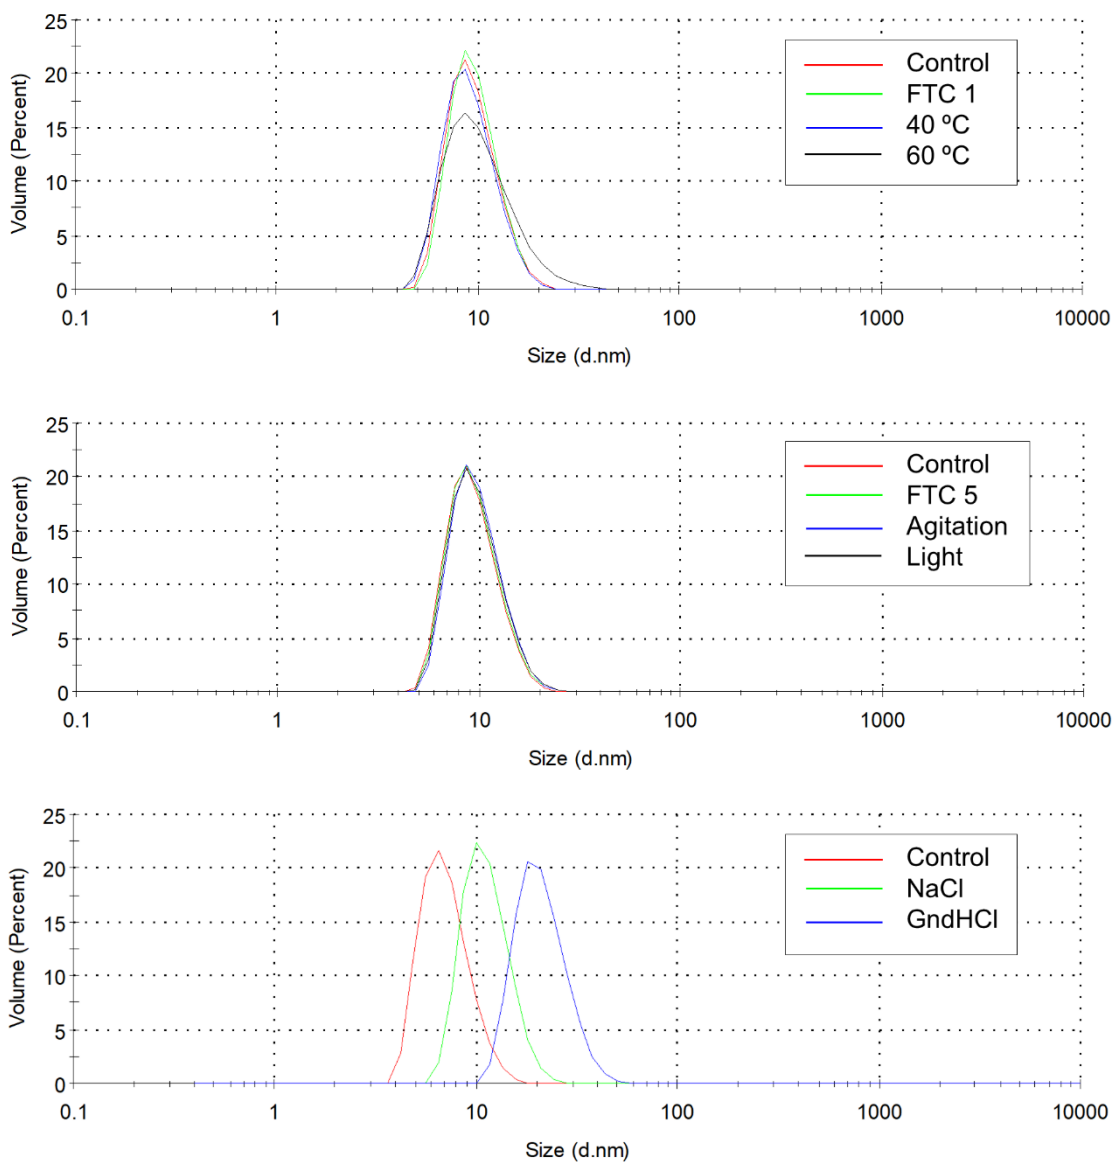 25
20
15
10
5
0
Volume (Percent)
Control
FTC 1
40 ºC
60 ºC
0.1 1 10 100 1000 10000
Size (d.nm)
25
20
15
10
5
0
Volume (Percent)
Control
FTC 5
Agitation
Light
0.1 1 10 100 1000 10000
Size (d.nm)
25
20
15
10
5
0
Volume (Percent)
Control
NaCl
GndHCl
0.1 1 10 100 1000 10000
Size (d.nm)